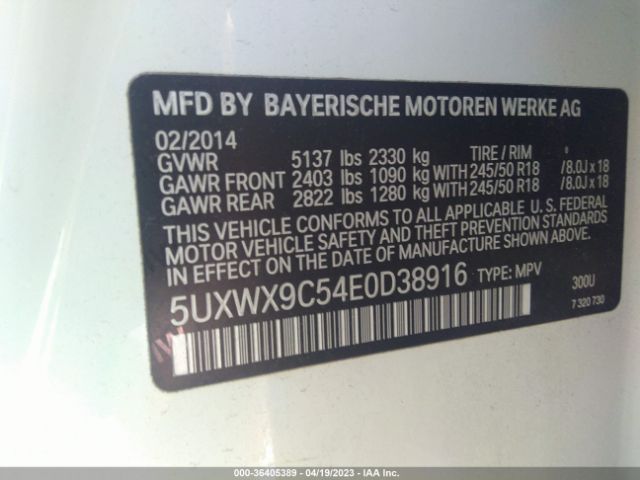 MFD BY BAYERISCHE MOTOREN WERKE AG
02/2014
GVWR 5137 lbs 2330 kg TIRE / RIM
GAWR FRONT 2403 lbs 1090 kg WITH 245/50 R18 /8.0J x 18
GAWR REAR 2822 lbs 1280 kg WITH 245/50 R18 /8.0J x 18
THIS VEHICLE CONFORMS TO ALL APPLICABLE U. S. FEDERAL
MOTOR VEHICLE SAFETY AND THEFT PREVENTION STANDARDS
IN EFFECT ON THE DATE OF MANUFACTURE SHOWN ABOVE.
5UXWX9C54E0D38916 TYPE: MPV 300U
7 320 730
000-36405389 - 04/19/2023 - IAA Inc.